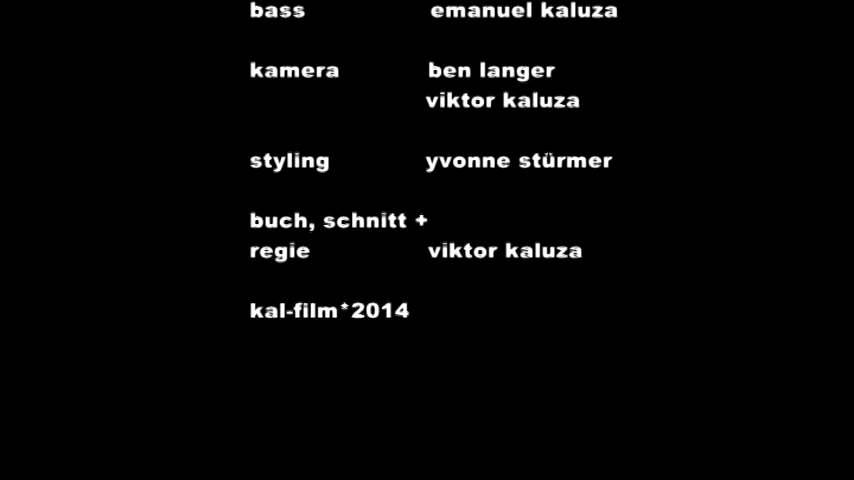 bass emanuel kaluza
kamera ben langer
viktor kaluza
styling yvonne stürmer
buch, schnitt +
regie viktor kaluza
kal-film*2014